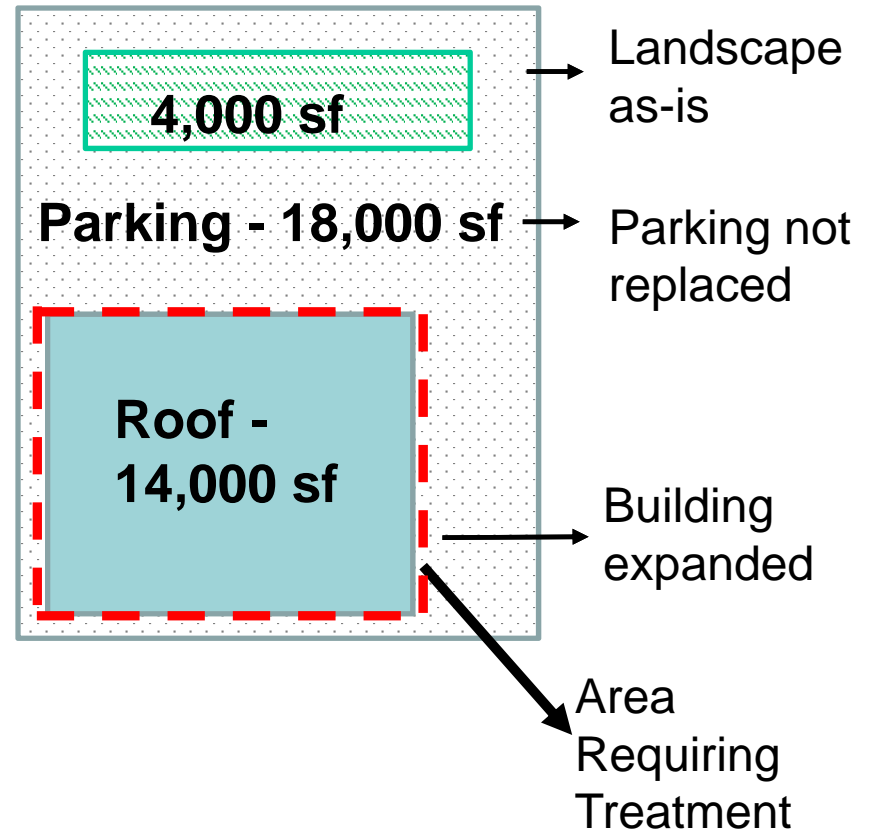 Landscape
as-is
4,000 sf
Parking - 18,000 sf
Parking not
replaced
Roof -
14,000 sf
Building
expanded
Area
Requiring
Treatment